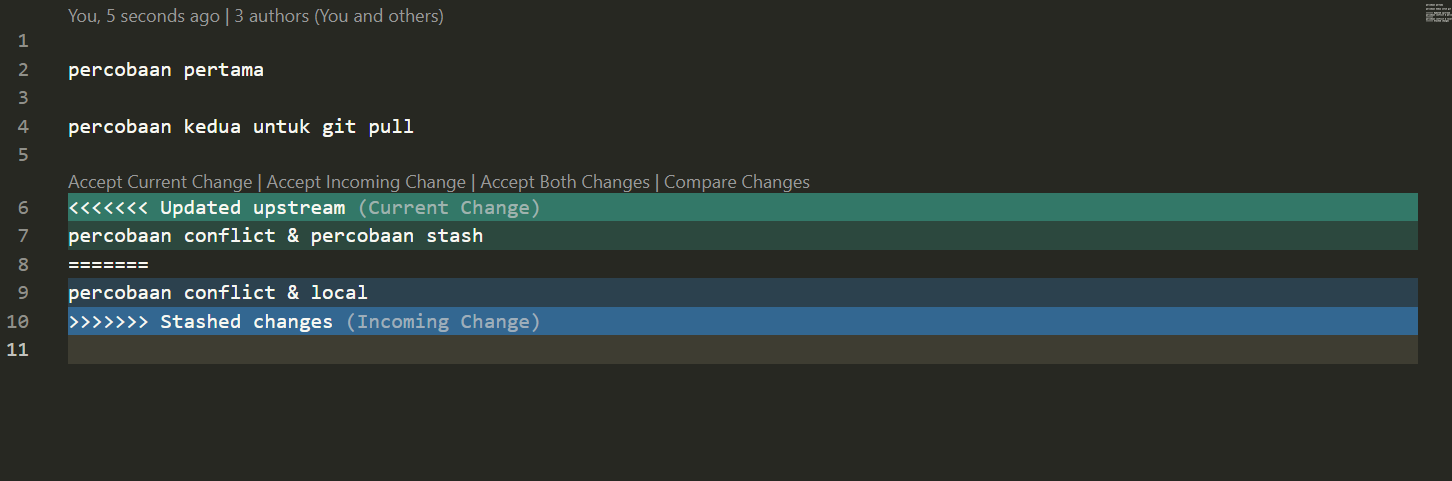 You, 5 seconds ago | 3 authors (You and others)
1
2 percobaan pertama
3
4 percobaan kedua untuk git pull
5
Accept Current Change | Accept Incoming Change | Accept Both Changes | Compare Changes
6 <<<<<<< Updated upstream (Current Change)
7 percobaan conflict & percobaan stash
8 =======
9 percobaan conflict & local
10 >>>>>>> Stashed changes (Incoming Change)
11